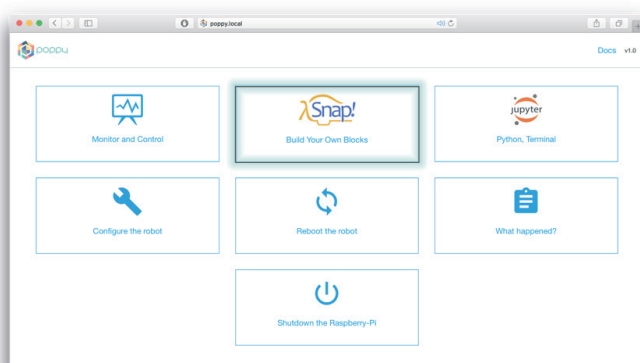 poppy.local
poppy
Docs v1.0
Monitor and Control
Snap!
Build Your Own Blocks
jupyter
Python, Terminal
Configure the robot
Reboot the robot
What happened?
Shutdown the Raspberry-Pi